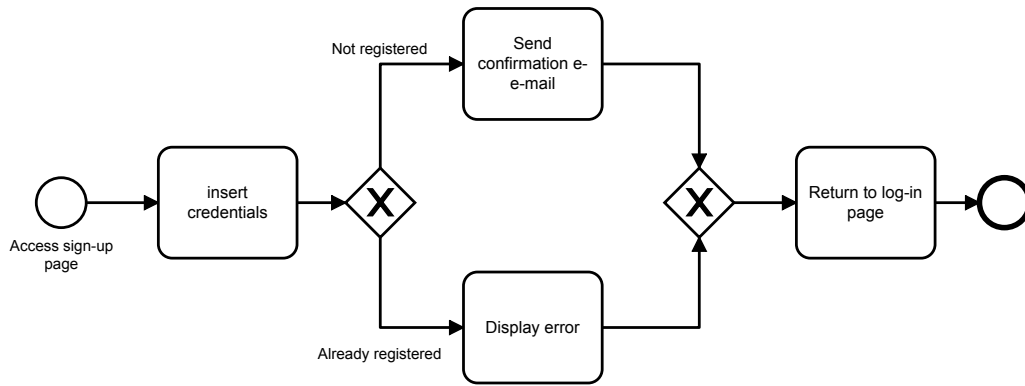 Not registered
Send
confirmation e-
e-mail
insert
credentials
X
X
Return to log-in
page
Access sign-up
page
Display error
Already registered